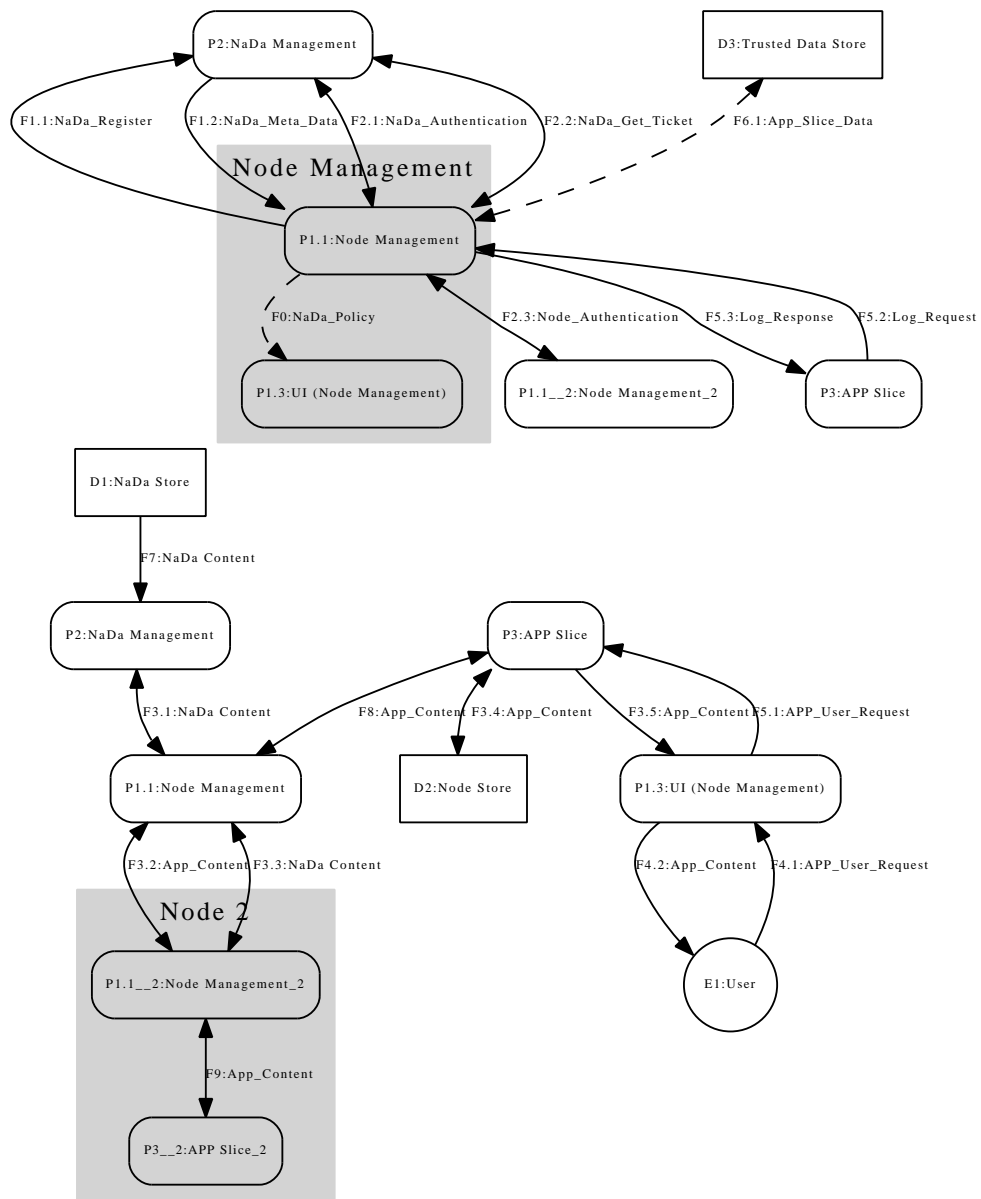 P2:NaDa Management
D3:Trusted Data Store
F1.1:NaDa_Register
F1.2:NaDa_Meta_Data
F2.1:NaDa_Authentication
F2.2:NaDa_Get_Ticket
F6.1:App_Slice_Data
Node Management
P1.1:Node Management
F0:NaDa_Policy
F2.3:Node_Authentication
F5.3:Log_Response
F5.2:Log_Request
P1.3:UI (Node Management)
P1.1__2:Node Management_2
P3:APP Slice
D1:NaDa Store
F7:NaDa Content
P2:NaDa Management
P3:APP Slice
F3.1:NaDa Content
F8:App_Content
F3.4:App_Content
F3.5:App_Content
F5.1:APP_User_Request
P1.1:Node Management
D2:Node Store
P1.3:UI (Node Management)
F3.2:App_Content
F3.3:NaDa Content
F4.2:App_Content
F4.1:APP_User_Request
Node 2
P1.1__2:Node Management_2
E1:User
F9:App_Content
P3__2:APP Slice_2